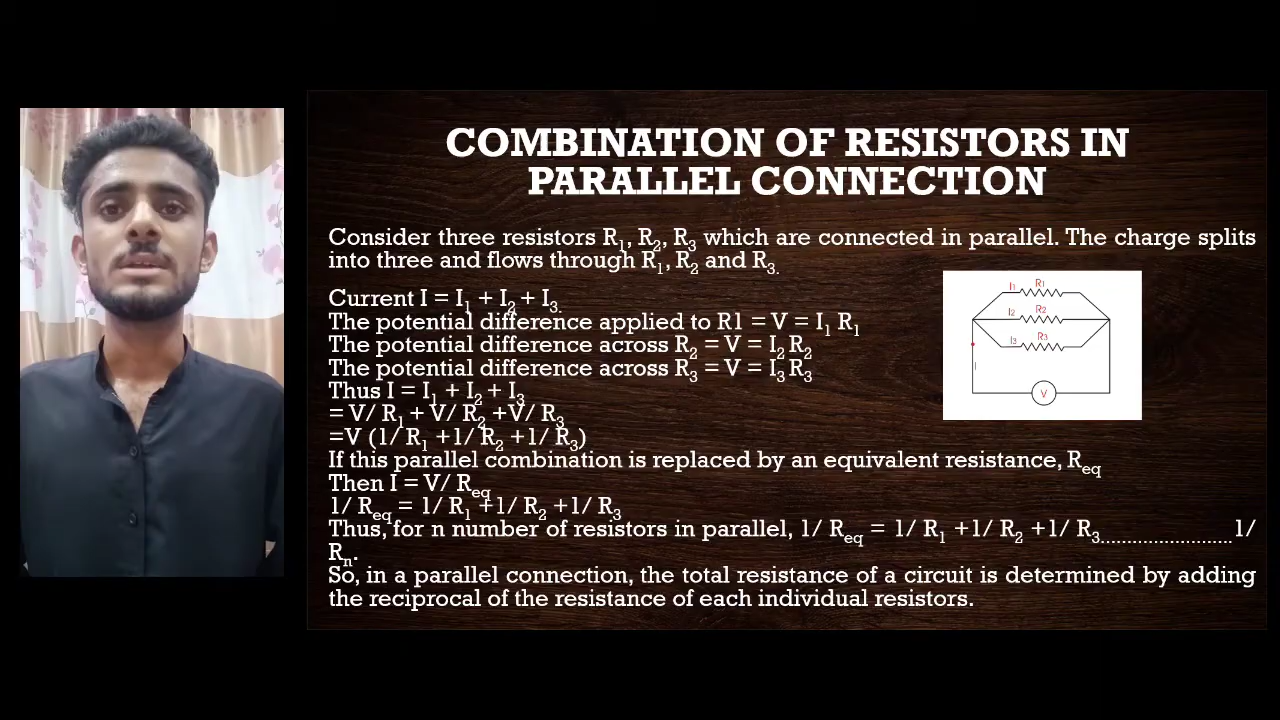 COMBINATION OF RESISTORS IN
PARALLEL CONNECTION
Consider three resistors R₁, R₂, R₃ which are connected in parallel. The charge splits
into three and flows through R₁, R₂ and R₃.
Current I = I₁ + I₂ + I₃.
The potential difference applied to R1 = V = I₁ R₁
The potential difference across R₂ = V = I₂ R₂
The potential difference across R₃ = V = I₃ R₃
Thus I = I₁ + I₂ + I₃
= V/ R₁ + V/ R₂ +V/ R₃
=V (1/ R₁ +1/ R₂ +1/ R₃)
If this parallel combination is replaced by an equivalent resistance, Req
Then I = V/ Req
1/ Req = 1/ R₁ +1/ R₂ +1/ R₃
Thus, for n number of resistors in parallel, 1/ Req = 1/ R₁ +1/ R₂ +1/ R₃.........................1/
Rn.
So, in a parallel connection, the total resistance of a circuit is determined by adding
the reciprocal of the resistance of each individual resistors.
I₁ R₁
I₂ R₂
I₃ R₃
I
V